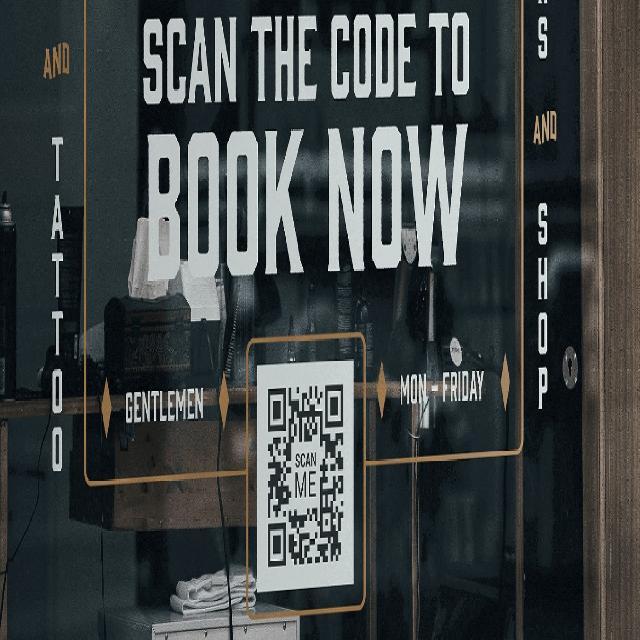 SCAN THE CODE TO
BOOK NOW
AND
TATTOO
AND
SHOP
GENTLEMEN
MON – FRIDAY
SCAN
ME